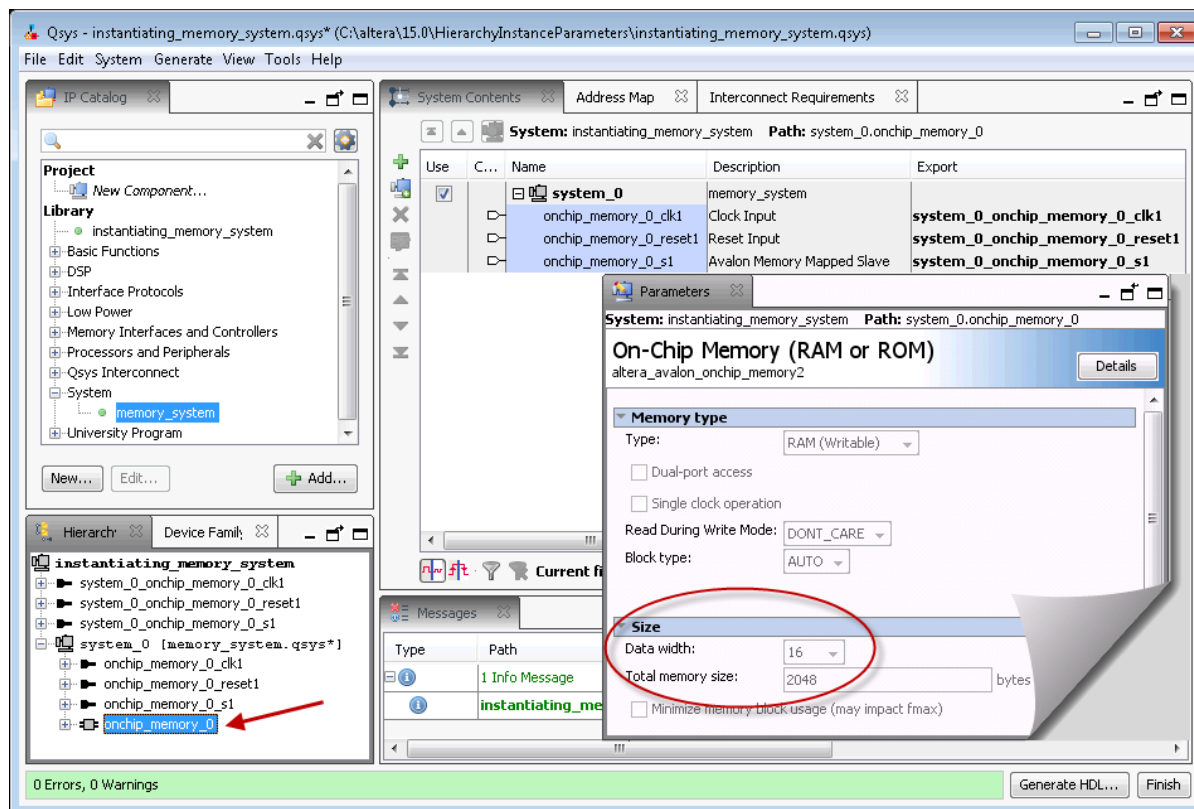 Qsys - instantiating_memory_system.qsys* (C:\altera\15.0\HierarchyInstanceParameters\instantiating_memory_system.qsys)
File Edit System Generate View Tools Help
IP Catalog
Project
New Component...
Library
instantiating_memory_system
Basic Functions
DSP
Interface Protocols
Low Power
Memory Interfaces and Controllers
Processors and Peripherals
Qsys Interconnect
System
memory_system
University Program
New... Edit... Add...
Hierarchy Device Family
instantiating_memory_system
system_0_onchip_memory_0_clk1
system_0_onchip_memory_0_reset1
system_0_onchip_memory_0_s1
system_0 [memory_system.qsys*]
onchip_memory_0_clk1
onchip_memory_0_reset1
onchip_memory_0_s1
onchip_memory_0
System Contents Address Map Interconnect Requirements
System: instantiating_memory_system Path: system_0.onchip_memory_0
Use C... Name Description Export
system_0 memory_system
onchip_memory_0_clk1 Clock Input system_0_onchip_memory_0_clk1
onchip_memory_0_reset1 Reset Input system_0_onchip_memory_0_reset1
onchip_memory_0_s1 Avalon Memory Mapped Slave system_0_onchip_memory_0_s1
Current fi
Messages
Type Path
1 Info Message
instantiating_me
Parameters
System: instantiating_memory_system Path: system_0.onchip_memory_0
On-Chip Memory (RAM or ROM)
altera_avalon_onchip_memory2
Details
Memory type
Type: RAM (Writable)
Dual-port access
Single clock operation
Read During Write Mode: DONT_CARE
Block type: AUTO
Size
Data width: 16
Total memory size: 2048 bytes
Minimize memory block usage (may impact fmax)
0 Errors, 0 Warnings
Generate HDL... Finish